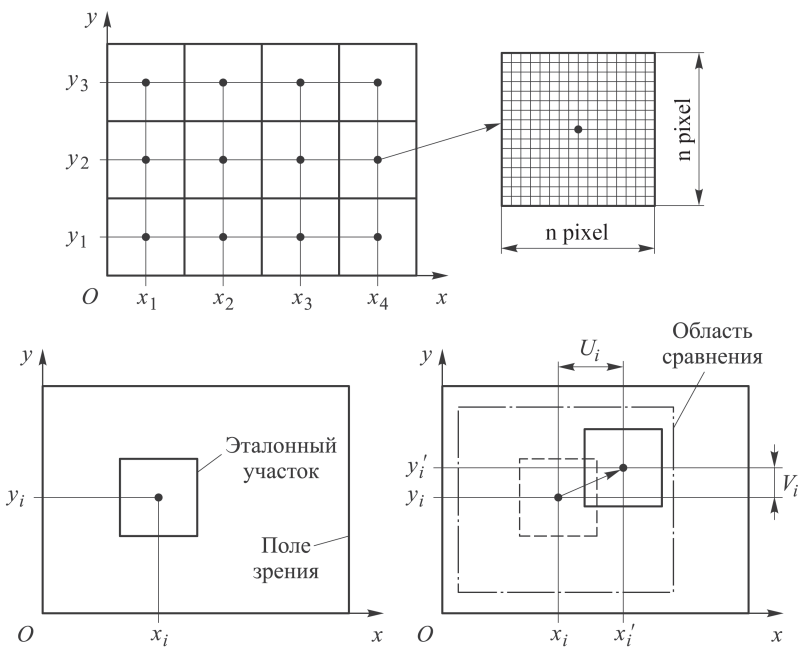 y
y₃
y₂
y₁
O
x₁
x₂
x₃
x₄
x
n pixel
n pixel
y
Эталонный
участок
yᵢ
Поле
зрения
O
xᵢ
x
Область
сравнения
y
Uᵢ
yᵢ′
yᵢ
Vᵢ
O
xᵢ
xᵢ′
x